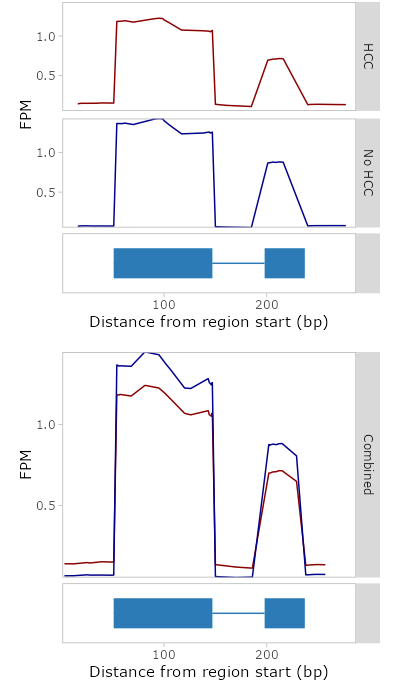 HCC
1.0
0.5
FPM
No HCC
1.0
0.5
100 200
Distance from region start (bp)
Combined
1.0
FPM
0.5
100 200
Distance from region start (bp)